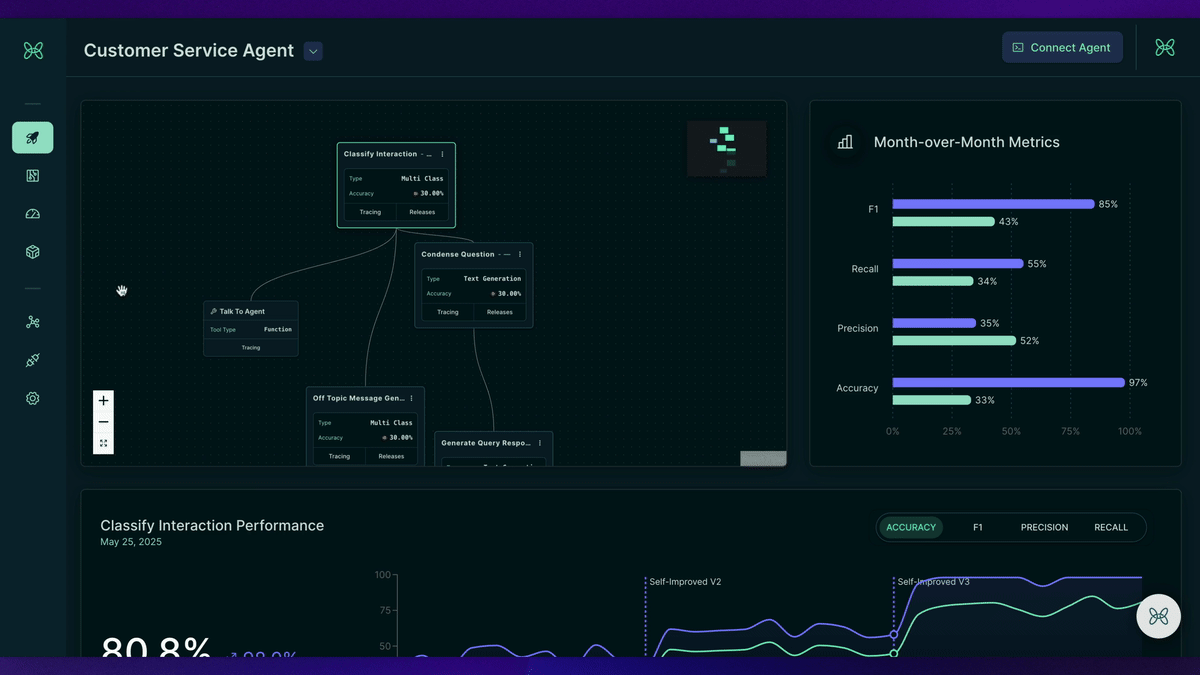 Customer Service Agent
Connect Agent
Classify Interaction - …
Type Multi Class
Accuracy 30.00%
Tracing Releases
Condense Question - —
Type Text Generation
Accuracy 30.00%
Tracing Releases
Talk To Agent
Tool Type Function
Tracing
Off Topic Message Gen...
Type Multi Class
Accuracy 30.00%
Tracing Releases
Generate Query Respo...
Month-over-Month Metrics
F1
85%
43%
Recall
55%
34%
Precision
35%
52%
Accuracy
97%
33%
0% 25% 50% 75% 100%
Classify Interaction Performance
May 25, 2025
ACCURACY F1 PRECISION RECALL
100
75
50
Self-Improved V2
Self-Improved V3
80.8%